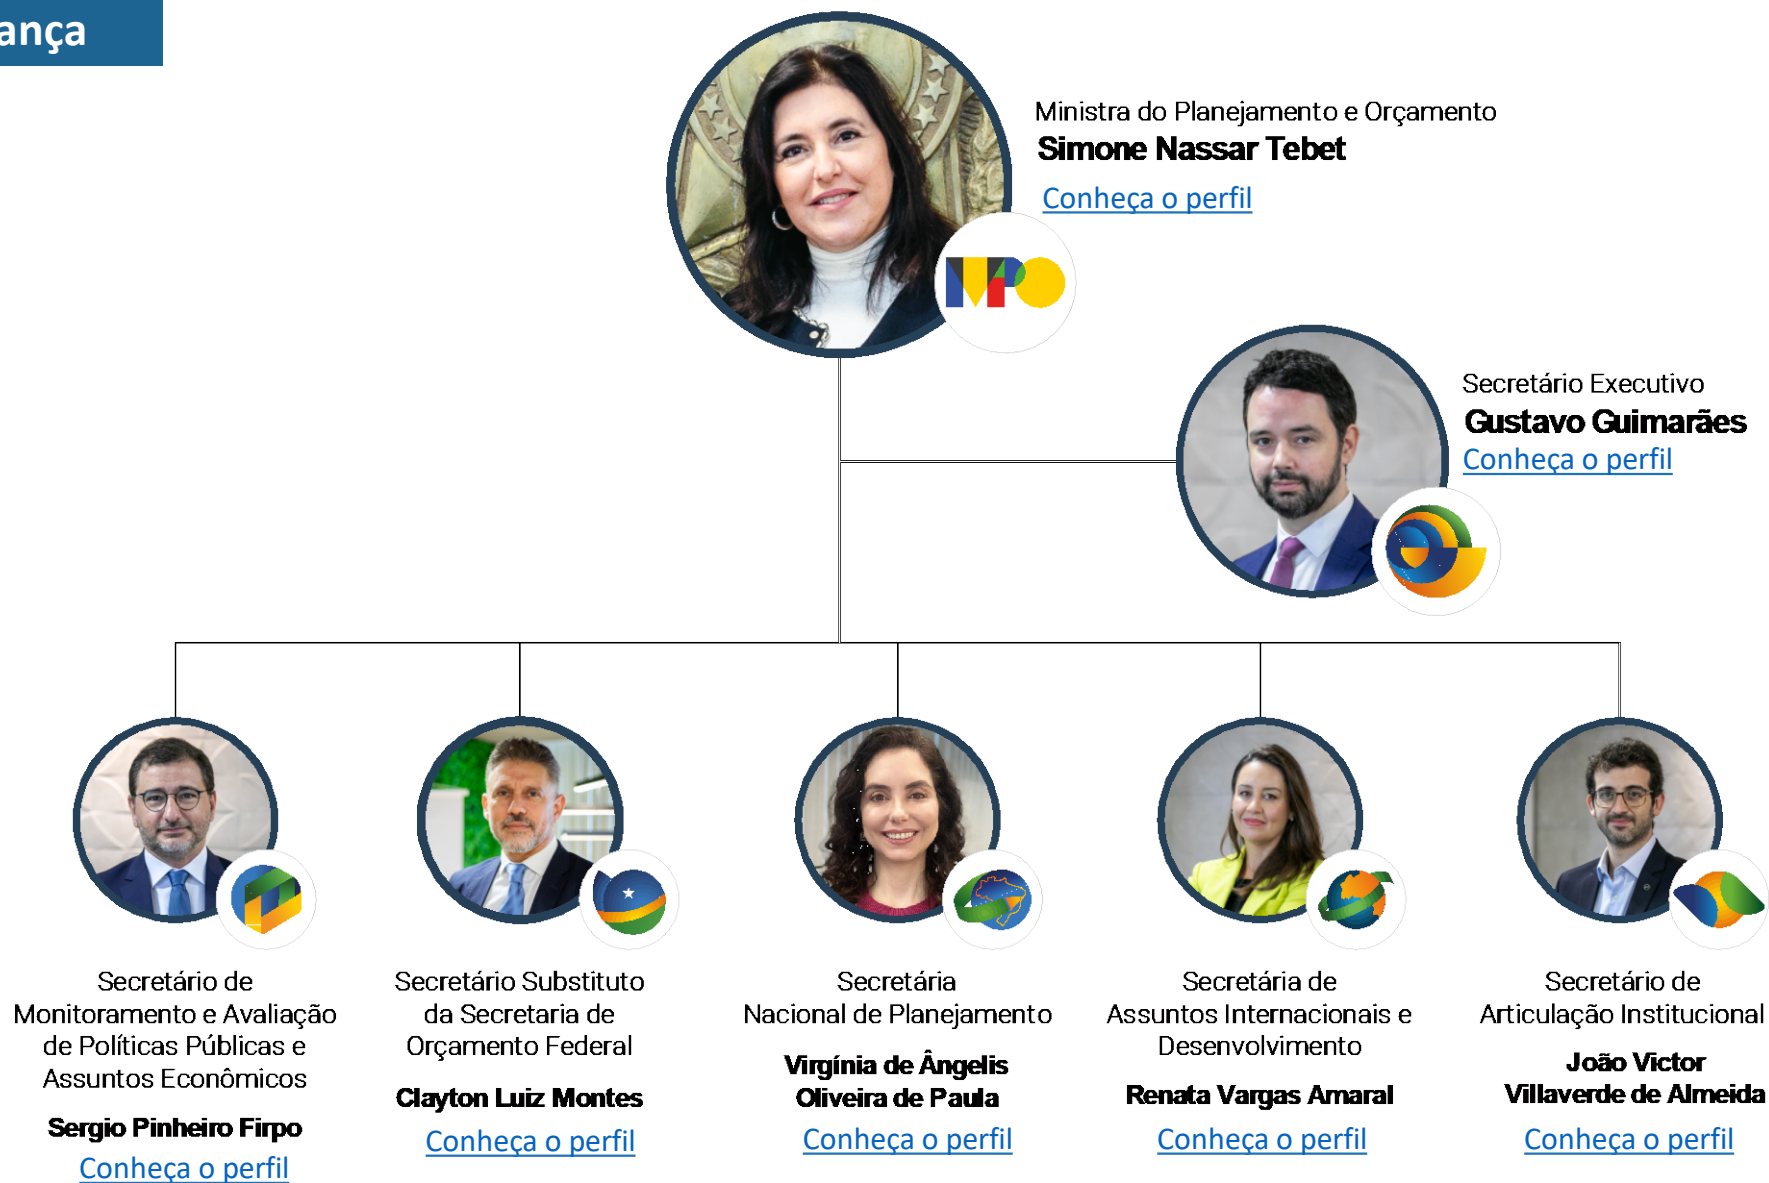 ança
Ministra do Planejamento e Orçamento
Simone Nassar Tebet
Conheça o perfil
MPO
Secretário Executivo
Gustavo Guimarães
Conheça o perfil
Secretário de
Monitoramento e Avaliação
de Políticas Públicas e
Assuntos Econômicos
Sergio Pinheiro Firpo
Conheça o perfil
Secretário Substituto
da Secretaria de
Orçamento Federal
Clayton Luiz Montes
Conheça o perfil
Secretária
Nacional de Planejamento
Virgínia de Ângelis
Oliveira de Paula
Conheça o perfil
Secretária de
Assuntos Internacionais e
Desenvolvimento
Renata Vargas Amaral
Conheça o perfil
Secretário de
Articulação Institucional
João Victor
Villaverde de Almeida
Conheça o perfil